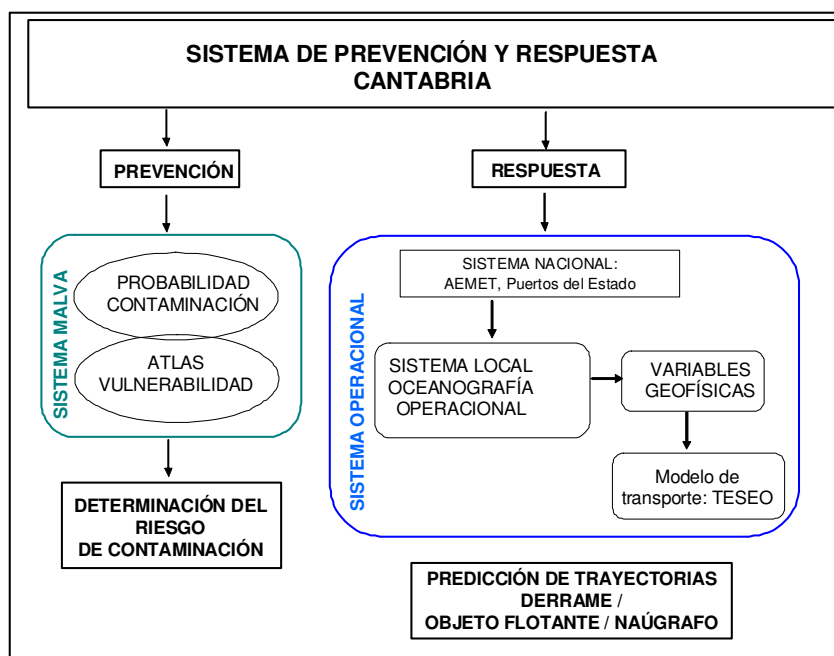 SISTEMA DE PREVENCIÓN Y RESPUESTA
CANTABRIA
PREVENCIÓN
RESPUESTA
SISTEMA MALVA
PROBABILIDAD
CONTAMINACIÓN
ATLAS
VULNERABILIDAD
DETERMINACIÓN DEL
RIESGO
DE CONTAMINACIÓN
SISTEMA OPERACIONAL
SISTEMA NACIONAL:
AEMET, Puertos del Estado
SISTEMA LOCAL
OCEANOGRAFÍA
OPERACIONAL
VARIABLES
GEOFÍSICAS
Modelo de
transporte: TESEO
PREDICCIÓN DE TRAYECTORIAS
DERRAME /
OBJETO FLOTANTE / NAÚGRAFO